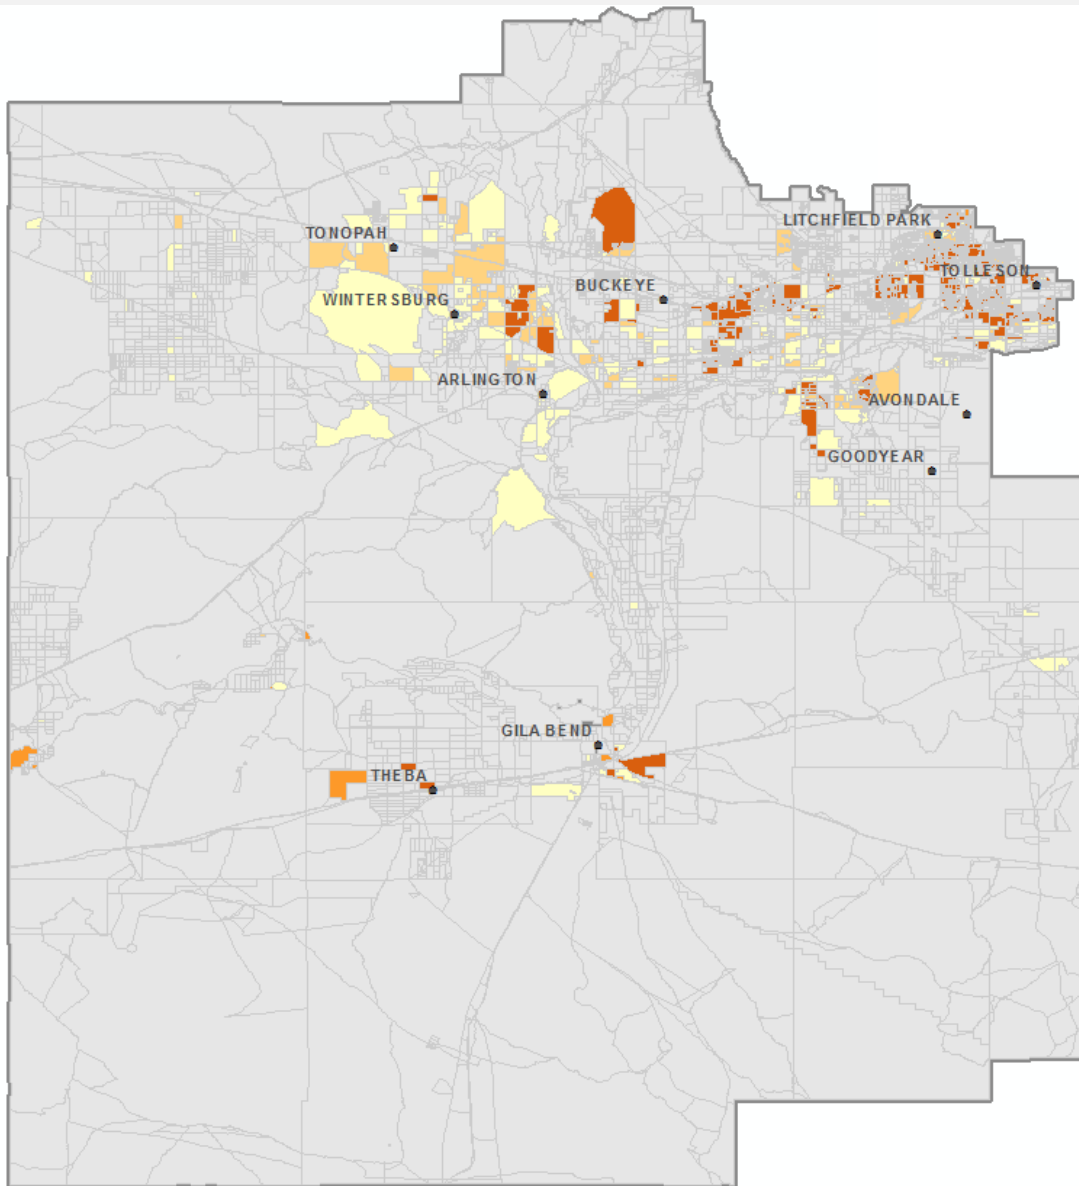 LITCHFIELD PARK
TONOPAH
TOLLESON
BUCKEYE
WINTERSBURG
ARLINGTON
AVONDALE
GOODYEAR
GILA BEND
THEBA